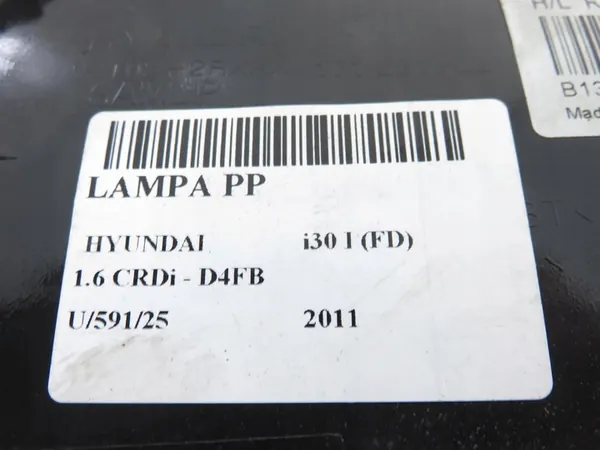 H/L R
B13
Mad
LAMPA PP
HYUNDAI i30 I (FD)
1.6 CRDi - D4FB
U/591/25 2011